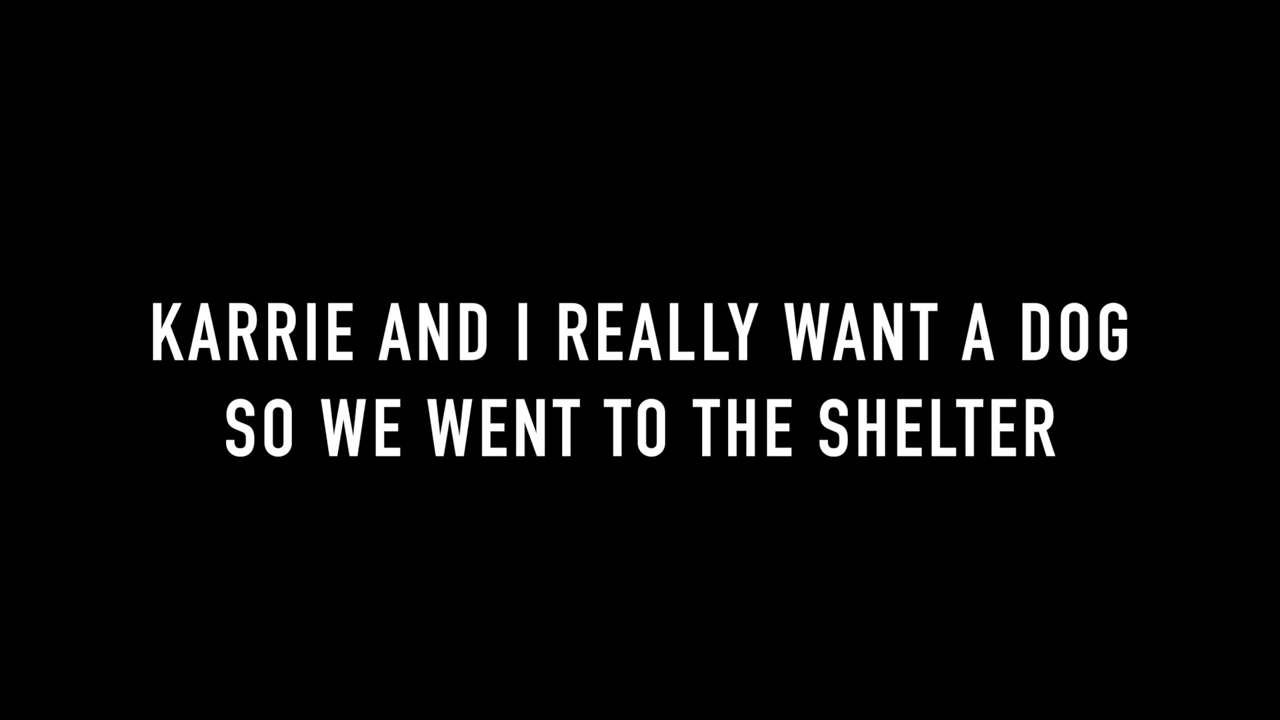 KARRIE AND I REALLY WANT A DOG
SO WE WENT TO THE SHELTER